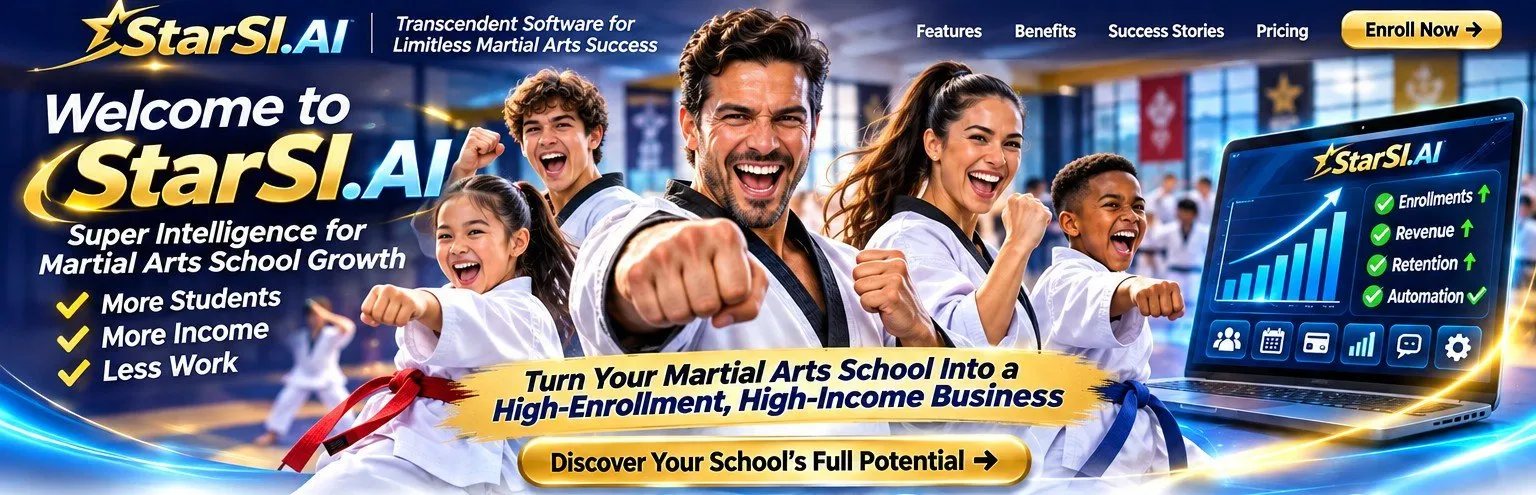 StarSI.AI
Transcendent Software for
Limitless Martial Arts Success
Features
Benefits
Success Stories
Pricing
Enroll Now →
Welcome to
StarSI.AI
Super Intelligence for
Martial Arts School Growth
✓ More Students
✓ More Income
✓ Less Work
StarSI.AI
✓ Enrollments ↑
✓ Revenue ↑
✓ Retention ↑
✓ Automation ✓
Turn Your Martial Arts School Into a
High-Enrollment, High-Income Business
Discover Your School's Full Potential →